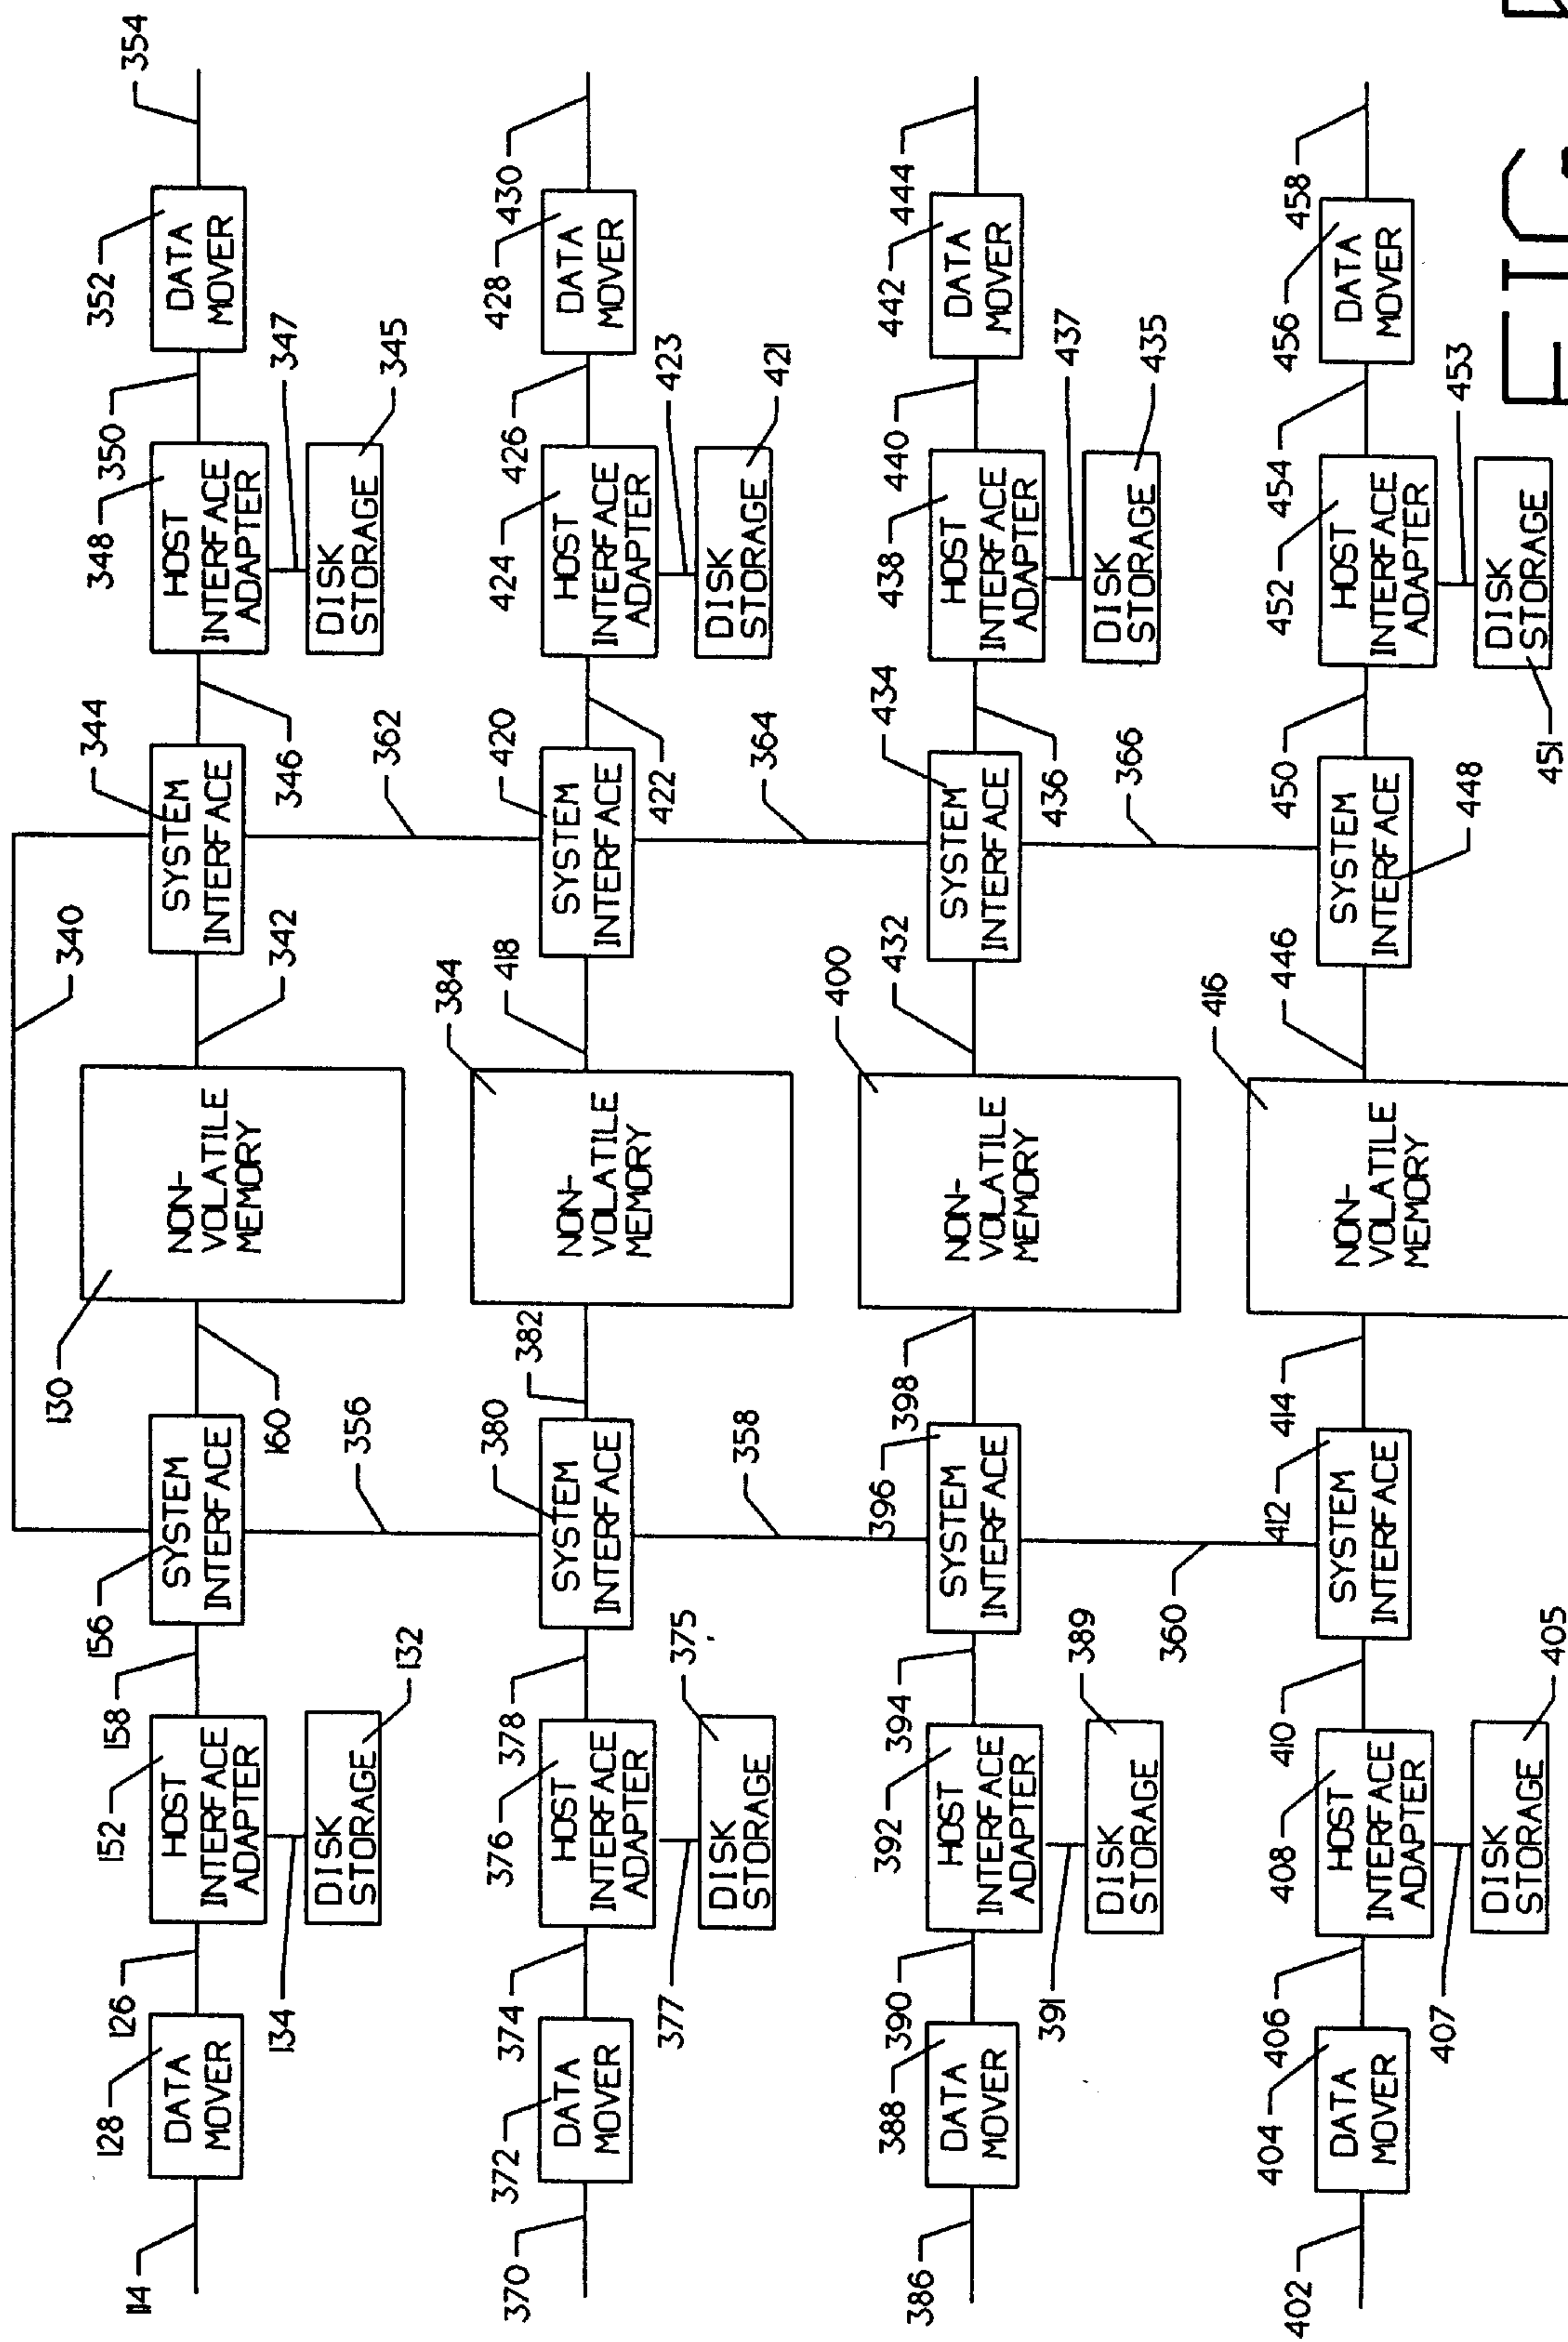 340
114
128
DATA
MOVER
126
152
HOST
INTERFACE
ADAPTER
134
DISK
STORAGE
132
158
156
SYSTEM
INTERFACE
160
130
NON-
VOLATILE
MEMORY
342
344
SYSTEM
INTERFACE
346
348
HOST
INTERFACE
ADAPTER
347
DISK
STORAGE
345
350
352
DATA
MOVER
354
356
362
370
372
DATA
MOVER
374
376
HOST
INTERFACE
ADAPTER
377
DISK
STORAGE
375
378
380
SYSTEM
INTERFACE
382
384
NON-
VOLATILE
MEMORY
418
420
SYSTEM
INTERFACE
422
424
HOST
INTERFACE
ADAPTER
423
DISK
STORAGE
421
426
428
DATA
MOVER
430
358
364
386
388
DATA
MOVER
390
392
HOST
INTERFACE
ADAPTER
391
DISK
STORAGE
389
394
396
SYSTEM
INTERFACE
398
400
NON-
VOLATILE
MEMORY
432
434
SYSTEM
INTERFACE
436
438
HOST
INTERFACE
ADAPTER
437
DISK
STORAGE
435
440
442
DATA
MOVER
444
360
366
402
404
DATA
MOVER
406
408
HOST
INTERFACE
ADAPTER
407
DISK
STORAGE
405
410
412
SYSTEM
INTERFACE
414
416
NON-
VOLATILE
MEMORY
446
448
SYSTEM
INTERFACE
450
452
HOST
INTERFACE
ADAPTER
453
DISK
STORAGE
451
454
456
DATA
MOVER
458
FIG